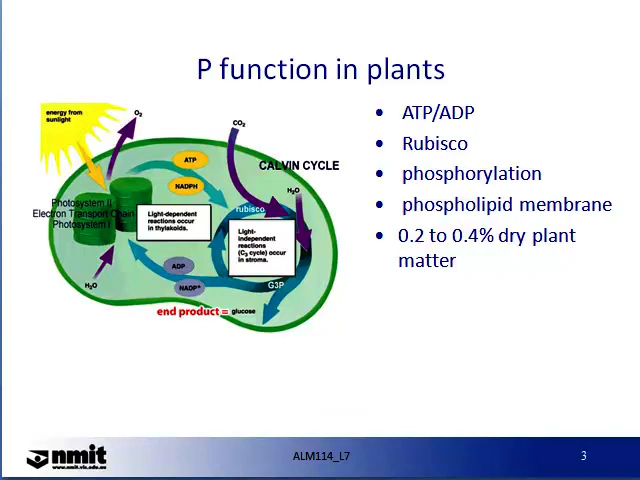 P function in plants
energy from
sunlight
O₂
CO₂
CALVIN CYCLE
ATP
NADPH
H₂O
Photosystem II
Electron Transport Chain
Photosystem I
Light-dependent
reactions occur
in thylakoids.
rubisco
Light-
independent
reactions
(C₃ cycle) occur
in stroma.
ADP
NADP⁺
H₂O
G3P
end product = glucose
• ATP/ADP
• Rubisco
• phosphorylation
• phospholipid membrane
• 0.2 to 0.4% dry plant
matter
nmit
www.nmit.vic.edu.au
ALM114_L7
3